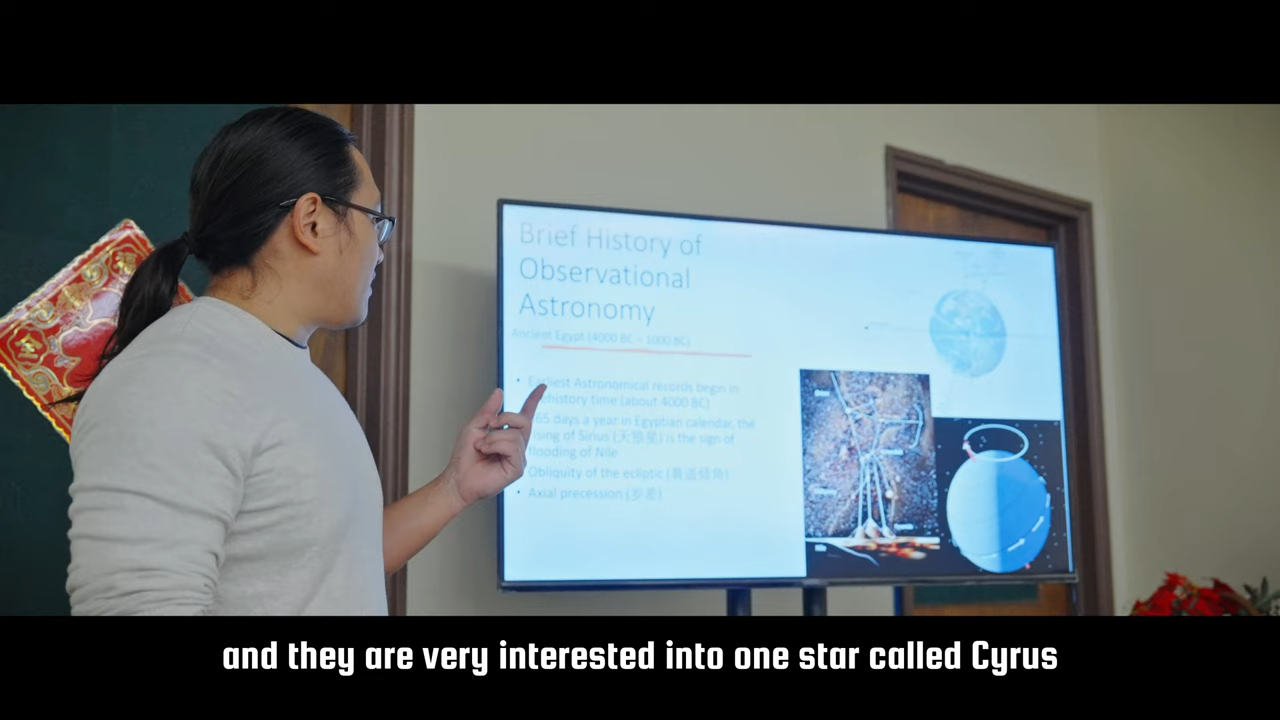 Brief History of
Observational
Astronomy
Ancient Egypt (4000 BC – 1000 BC)
• Earliest Astronomical records begin in
ehistory time (about 4000 BC)
65 days a year in Egyptian calendar, the
ising of Sirius (天狼星) is the sign of
flooding of Nile
Obliquity of the ecliptic (黄道倾角)
• Axial precession (岁差)
and they are very interested into one star called Cyrus